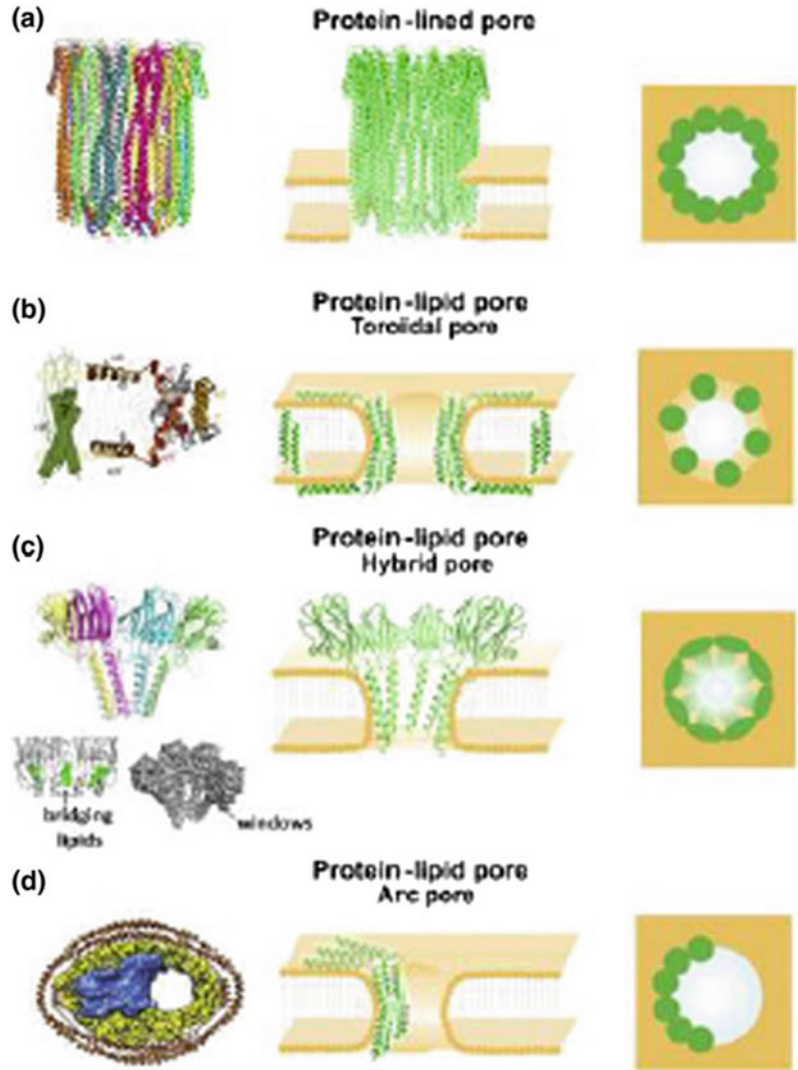 (a)
Protein-lined pore
(b)
Protein-lipid pore
Toroidal pore
(c)
Protein-lipid pore
Hybrid pore
bridging
lipids
windows
(d)
Protein-lipid pore
Arc pore